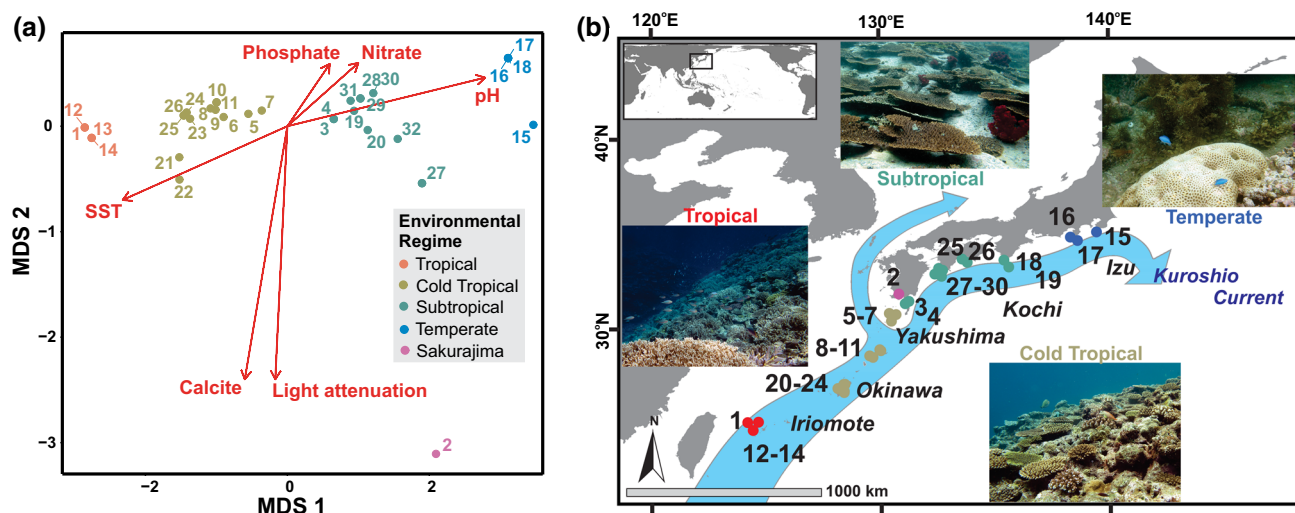 (a)
Phosphate
Nitrate
17
16
18
pH
15
28 30
31
29
4
3
19
20
32
27
10
24
26
11
7
8
25
23
9
6
5
12
13
1
14
21
22
SST
Calcite
Light attenuation
2
Environmental
Regime
Tropical
Cold Tropical
Subtropical
Temperate
Sakurajima
0
−1
−2
−3
MDS 2
−2
0
2
MDS 1
(b)
120°E
130°E
140°E
40°N
30°N
Subtropical
Temperate
Tropical
Cold Tropical
16
15
17
Izu
25
26
18
19
2
3
27-30
Kochi
4
5-7
Yakushima
8-11
20-24
Okinawa
1
Iriomote
12-14
Kuroshio
Current
N
1000 km